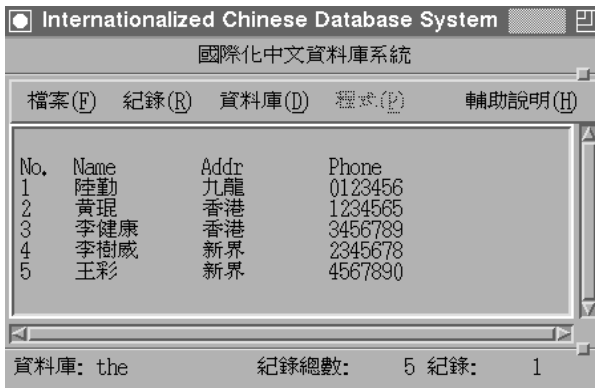 Internationalized Chinese Database System
國際化中文資料庫系統
檔案(F) 紀錄(R) 資料庫(D) 程式(P) 輔助說明(H)
No. Name Addr Phone
1 陸勤 九龍 0123456
2 黃琨 香港 1234565
3 李健康 香港 3456789
4 李樹威 新界 2345678
5 王彩 新界 4567890
資料庫: the 紀錄總數: 5 紀錄: 1